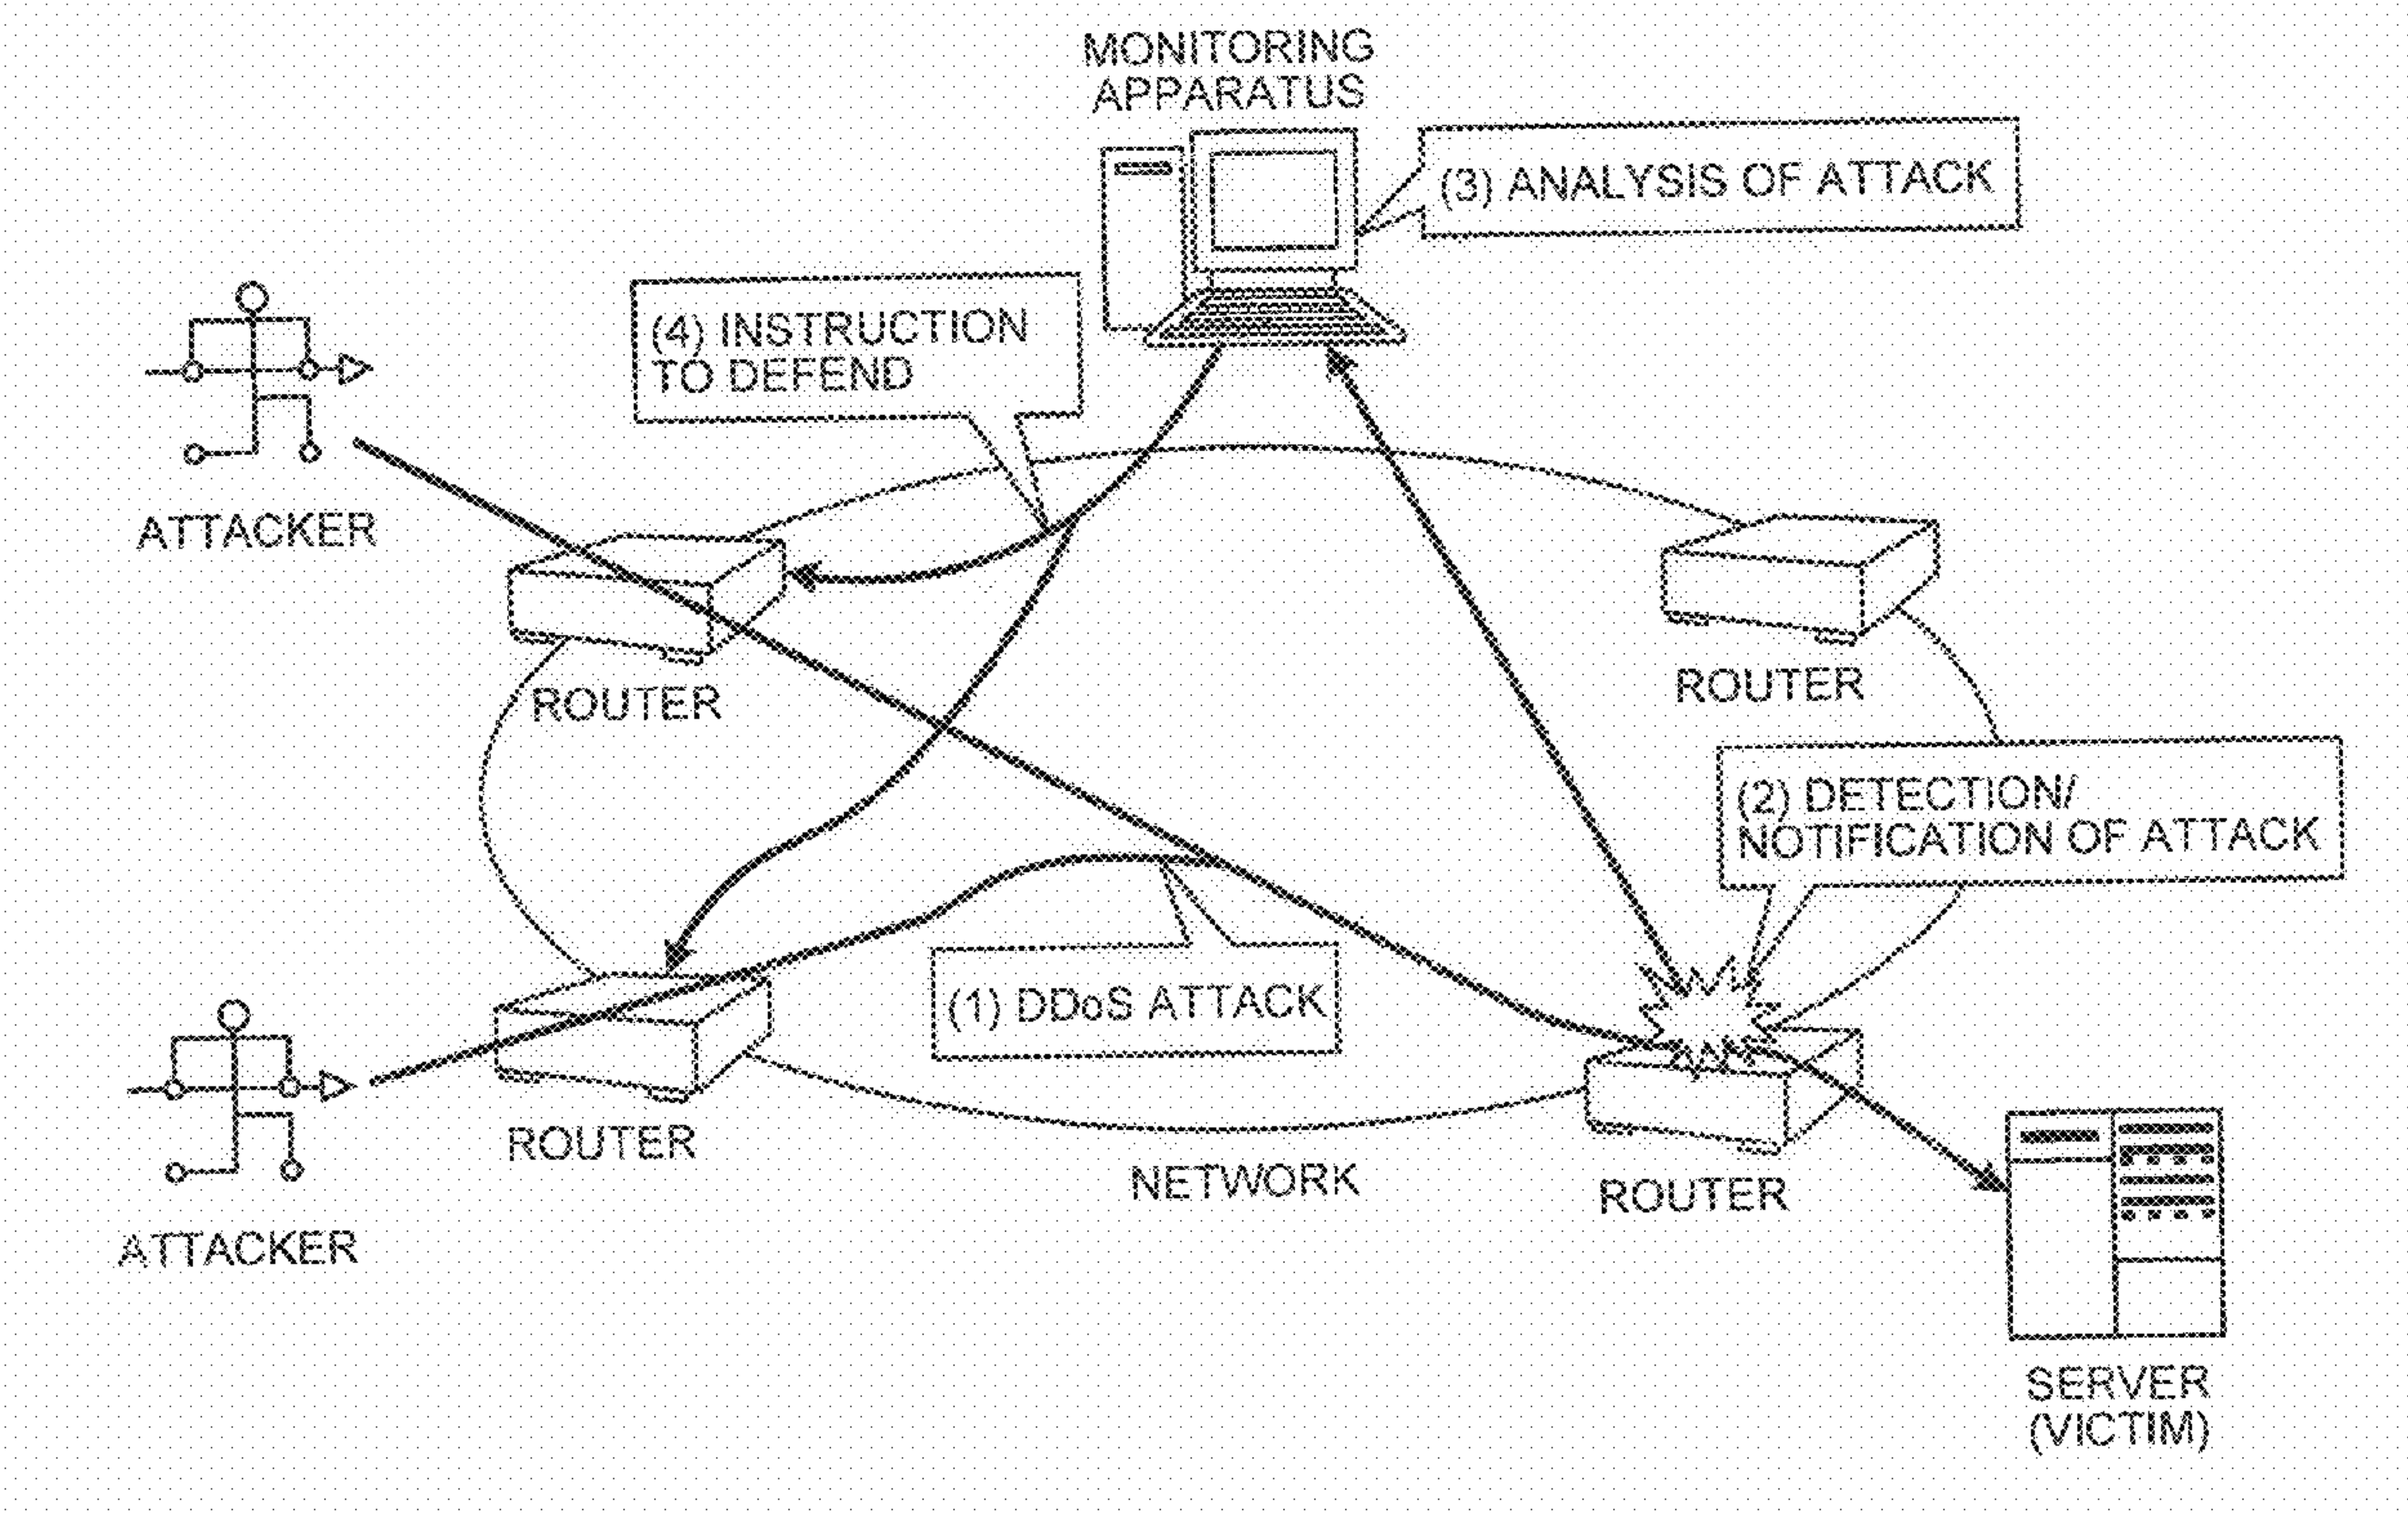 MONITORING
APPARATUS
(3) ANALYSIS OF ATTACK
(4) INSTRUCTION
TO DEFEND
ATTACKER
ROUTER
ROUTER
(2) DETECTION/
NOTIFICATION OF ATTACK
(1) DDoS ATTACK
ROUTER
NETWORK
ROUTER
ATTACKER
SERVER
(VICTIM)